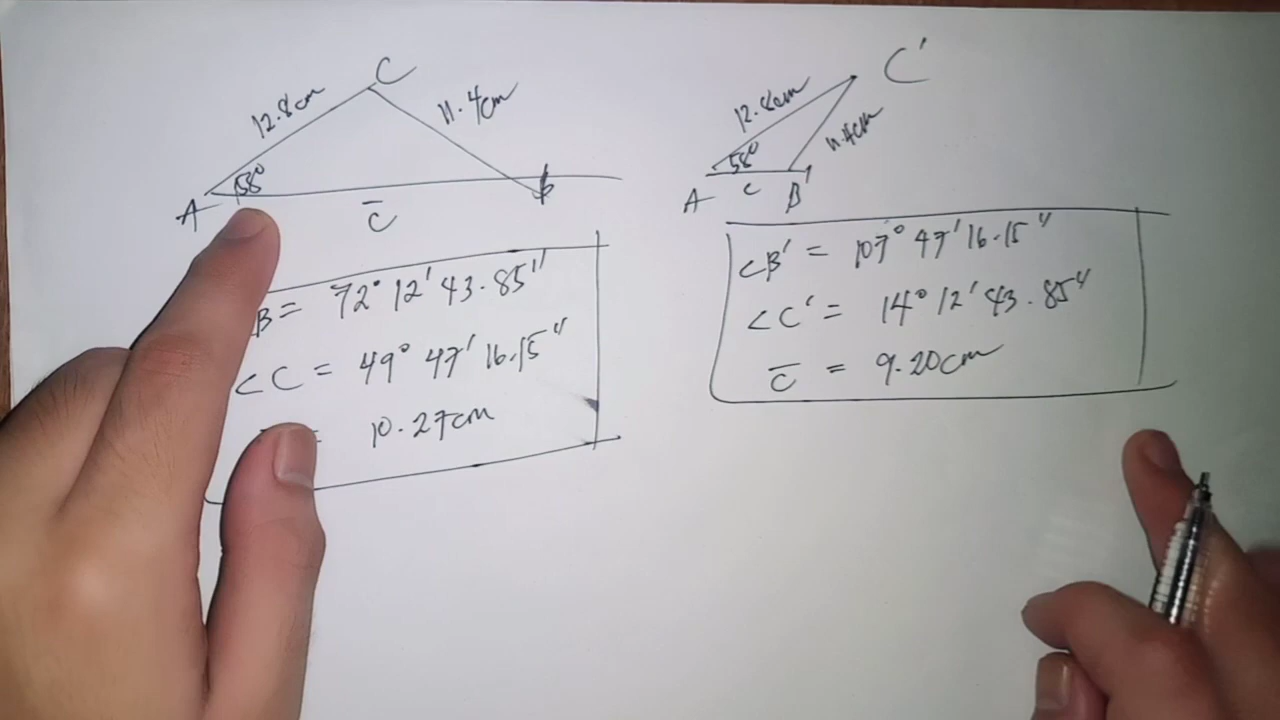 C
12.8cm
11.4cm
58°
A
B
c̅
B = 72° 12' 43.85"
<C = 49° 47' 16.15"
= 10.27cm
C'
12.8cm
11.4cm
58°
A
c
B'
<B' = 107° 47' 16.15"
<C' = 14° 12' 43.85"
c̅ = 9.20cm